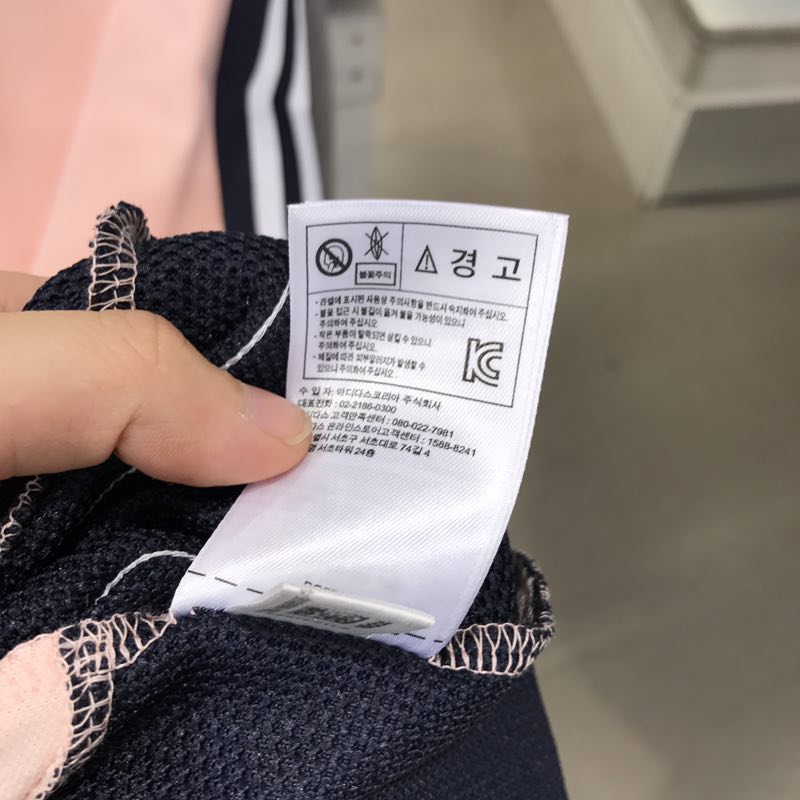 불꽃주의
경고
· 라벨에 표시된 사용상 주의사항을 반드시 숙지하여 주십시오.
· 불꽃 접근 시 불길이 옮겨 붙을 가능성이 있으니
주의하여 주십시오
· 작은 부품이 탈락되면 삼킬 수 있으니
주의하여 주십시오
· 체질에 따라 피부알러지가 발생할 수
있으니 주의하여 주십시오.
수 입 자: 아디다스코리아 주식회사
대표전화: 02-2186-0300
디다스 고객만족센터: 080-022-7981
다스 온라인스토어고객센터: 1588-8241
별시 서초구 서초대로 74길 4
서초타워 24층